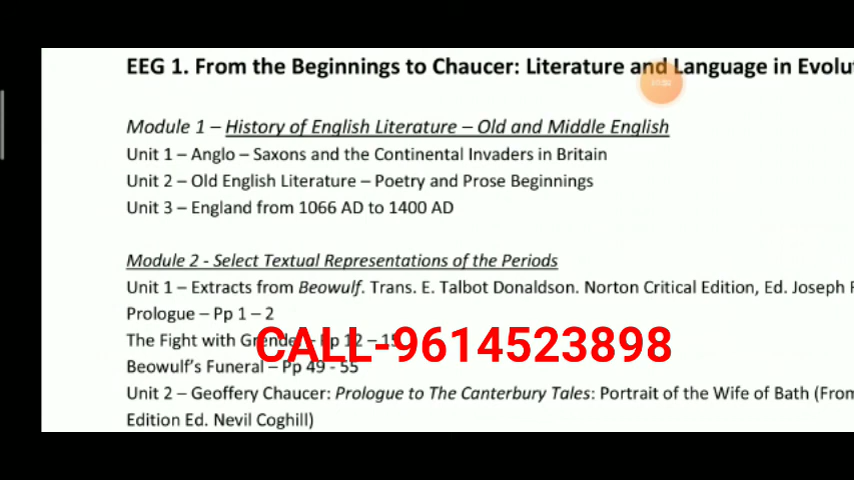 EEG 1. From the Beginnings to Chaucer: Literature and Language in Evolu
Module 1 – History of English Literature – Old and Middle English
Unit 1 – Anglo – Saxons and the Continental Invaders in Britain
Unit 2 – Old English Literature – Poetry and Prose Beginnings
Unit 3 – England from 1066 AD to 1400 AD
Module 2 - Select Textual Representations of the Periods
Unit 1 – Extracts from Beowulf. Trans. E. Talbot Donaldson. Norton Critical Edition, Ed. Joseph
Prologue – Pp 1 – 2
The Fight with Grendel – Pp 12 – 15
CALL-9614523898
Beowulf's Funeral – Pp 49 - 55
Unit 2 – Geoffery Chaucer: Prologue to The Canterbury Tales: Portrait of the Wife of Bath (From
Edition Ed. Nevil Coghill)